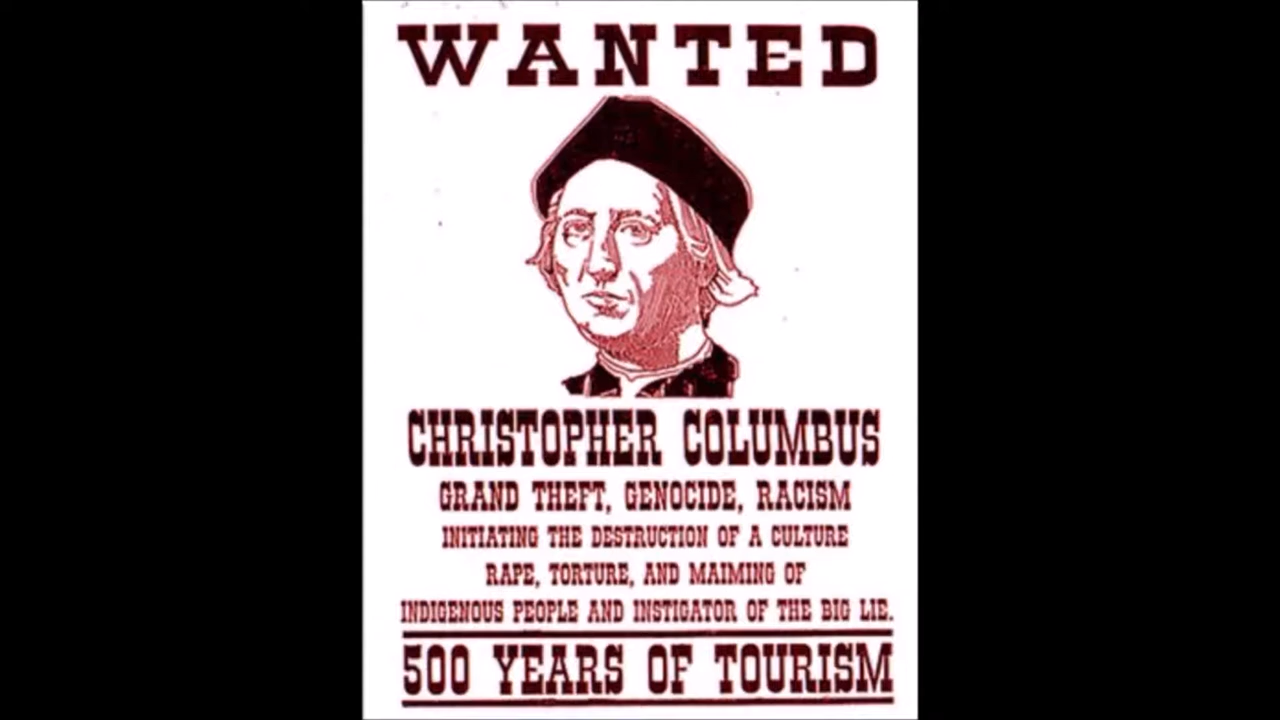 WANTED
CHRISTOPHER COLUMBUS
GRAND THEFT, GENOCIDE, RACISM
INITIATING THE DESTRUCTION OF A CULTURE
RAPE, TORTURE, AND MAIMING OF
INDIGENOUS PEOPLE AND INSTIGATOR OF THE BIG LIE.
500 YEARS OF TOURISM